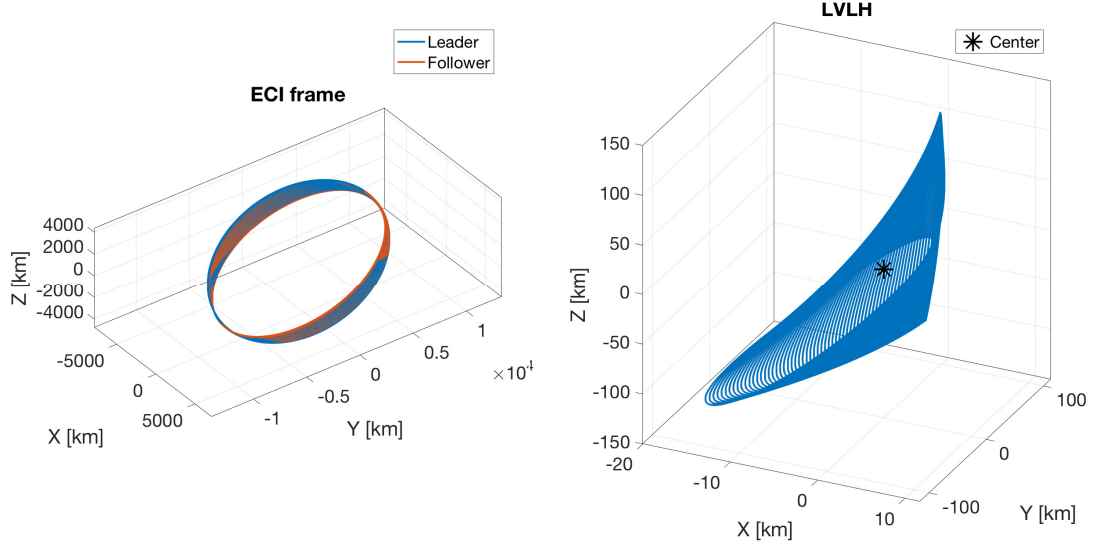 Leader
Follower
ECI frame
4000
2000
0
-2000
-4000
Z [km]
-5000
0
5000
X [km]
-1
-0.5
0
0.5
1
×10⁴
Y [km]
LVLH
Center
150
100
50
0
-50
-100
-150
Z [km]
-20
-10
0
10
X [km]
-100
0
100
Y [km]